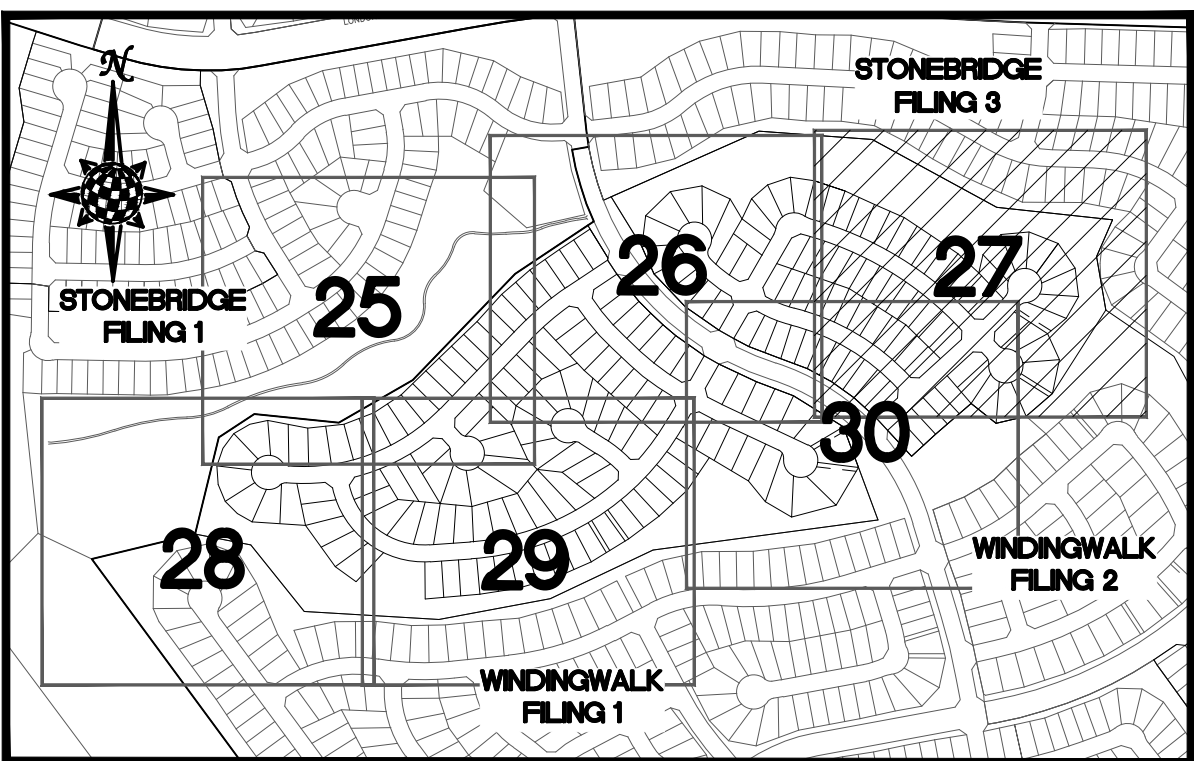 N
STONEBRIDGE
FILING 3
26
27
25
STONEBRIDGE
FILING 1
30
28
29
WINDINGWALK
FILING 2
WINDINGWALK
FILING 1